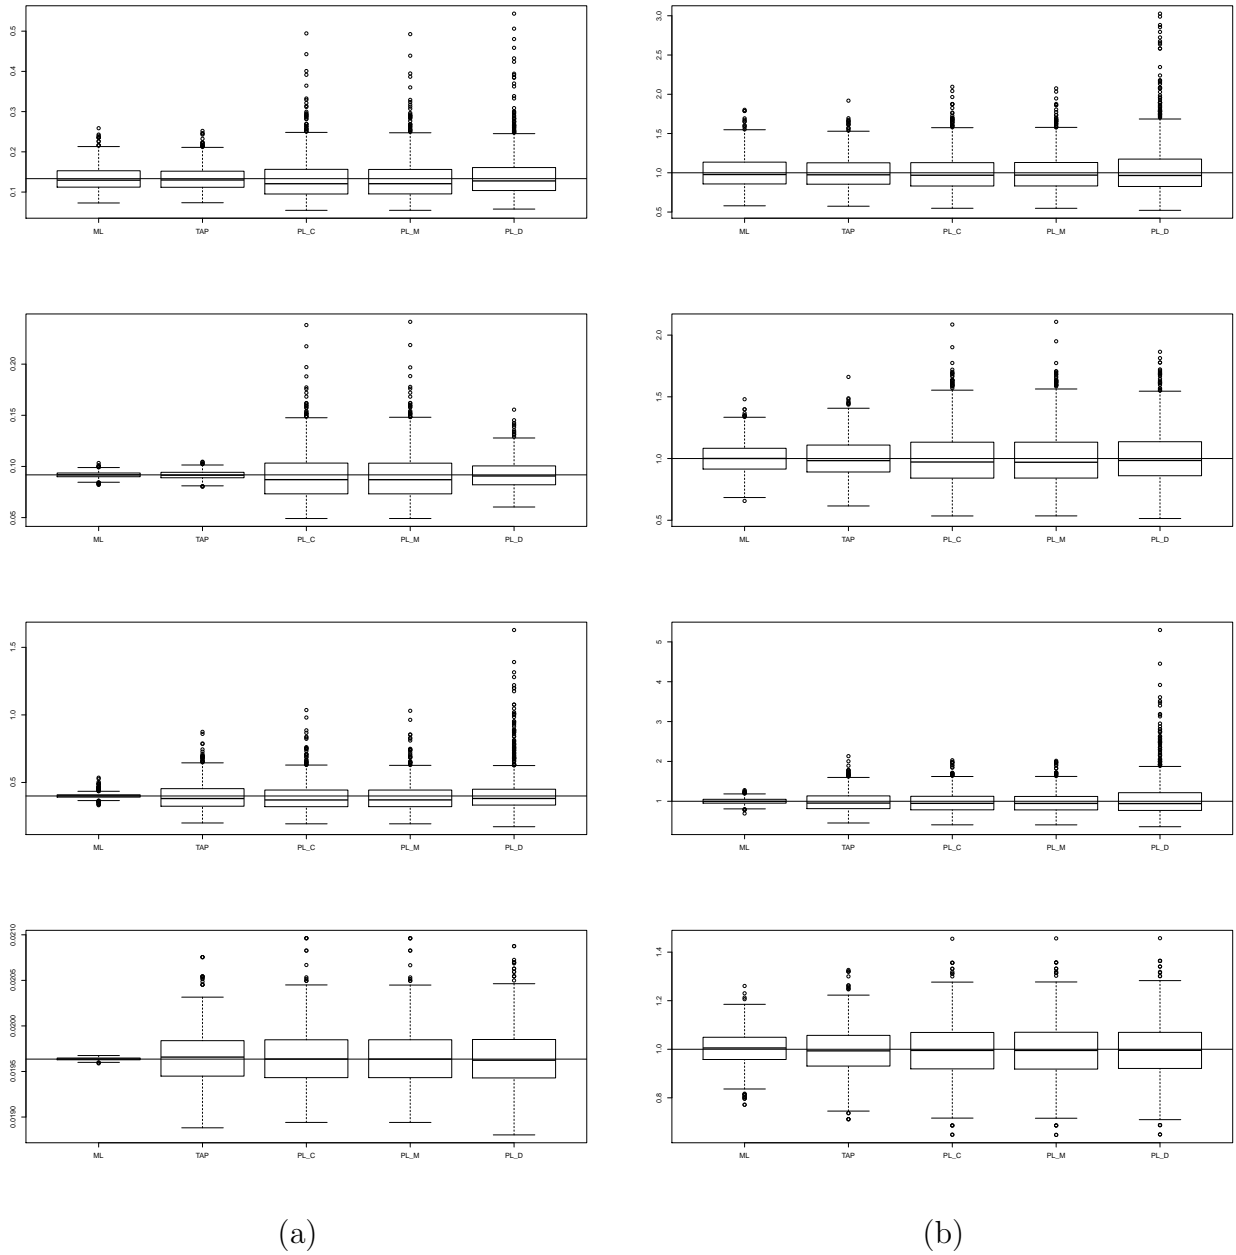 0.1 0.2 0.3 0.4 0.5
ML TAP PL_C PL_M PL_D
0.5 1.0 1.5 2.0 2.5 3.0
ML TAP PL_C PL_M PL_D
0.05 0.10 0.15 0.20
ML TAP PL_C PL_M PL_D
0.5 1.0 1.5 2.0
ML TAP PL_C PL_M PL_D
0.5 1.0 1.5
ML TAP PL_C PL_M PL_D
1 2 3 4 5
ML TAP PL_C PL_M PL_D
0.0190 0.0195 0.0200 0.0205 0.0210
ML TAP PL_C PL_M PL_D
0.8 1.0 1.2 1.4
ML TAP PL_C PL_M PL_D
(a) (b)